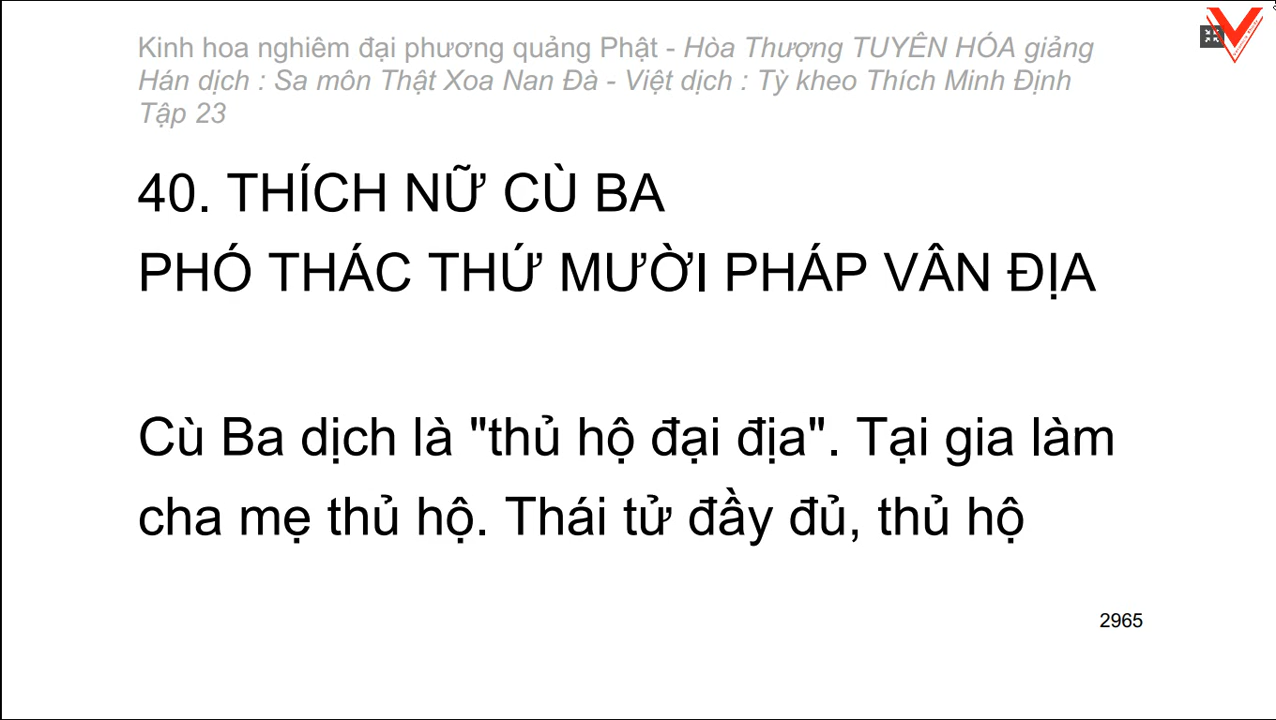 Kinh hoa nghiêm đại phương quảng Phật - Hòa Thượng TUYÊN HÓA giảng
Hán dịch : Sa môn Thật Xoa Nan Đà - Việt dịch : Tỳ kheo Thích Minh Định
Tập 23
40. THÍCH NỮ CÙ BA
PHÓ THÁC THỨ MƯỜI PHÁP VÂN ĐỊA
Cù Ba dịch là "thủ hộ đại địa". Tại gia làm
cha mẹ thủ hộ. Thái tử đầy đủ, thủ hộ
2965